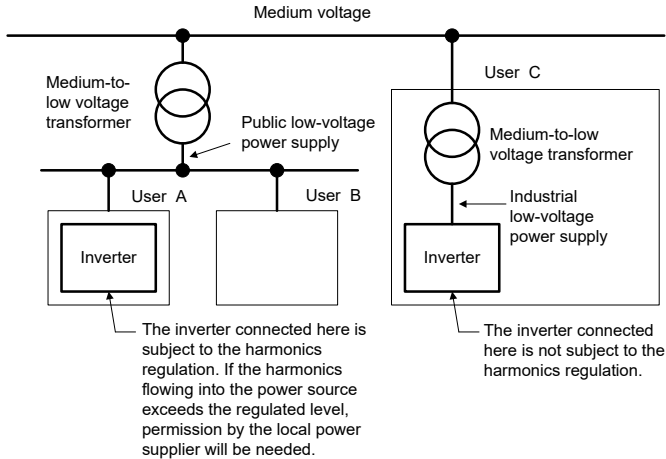 Medium voltage
Medium-to-
low voltage
transformer
Public low-voltage
power supply
User A
User B
Inverter
The inverter connected here is
subject to the harmonics
regulation. If the harmonics
flowing into the power source
exceeds the regulated level,
permission by the local power
supplier will be needed.
User C
Medium-to-low
voltage transformer
Industrial
low-voltage
power supply
Inverter
The inverter connected
here is not subject to the
harmonics regulation.